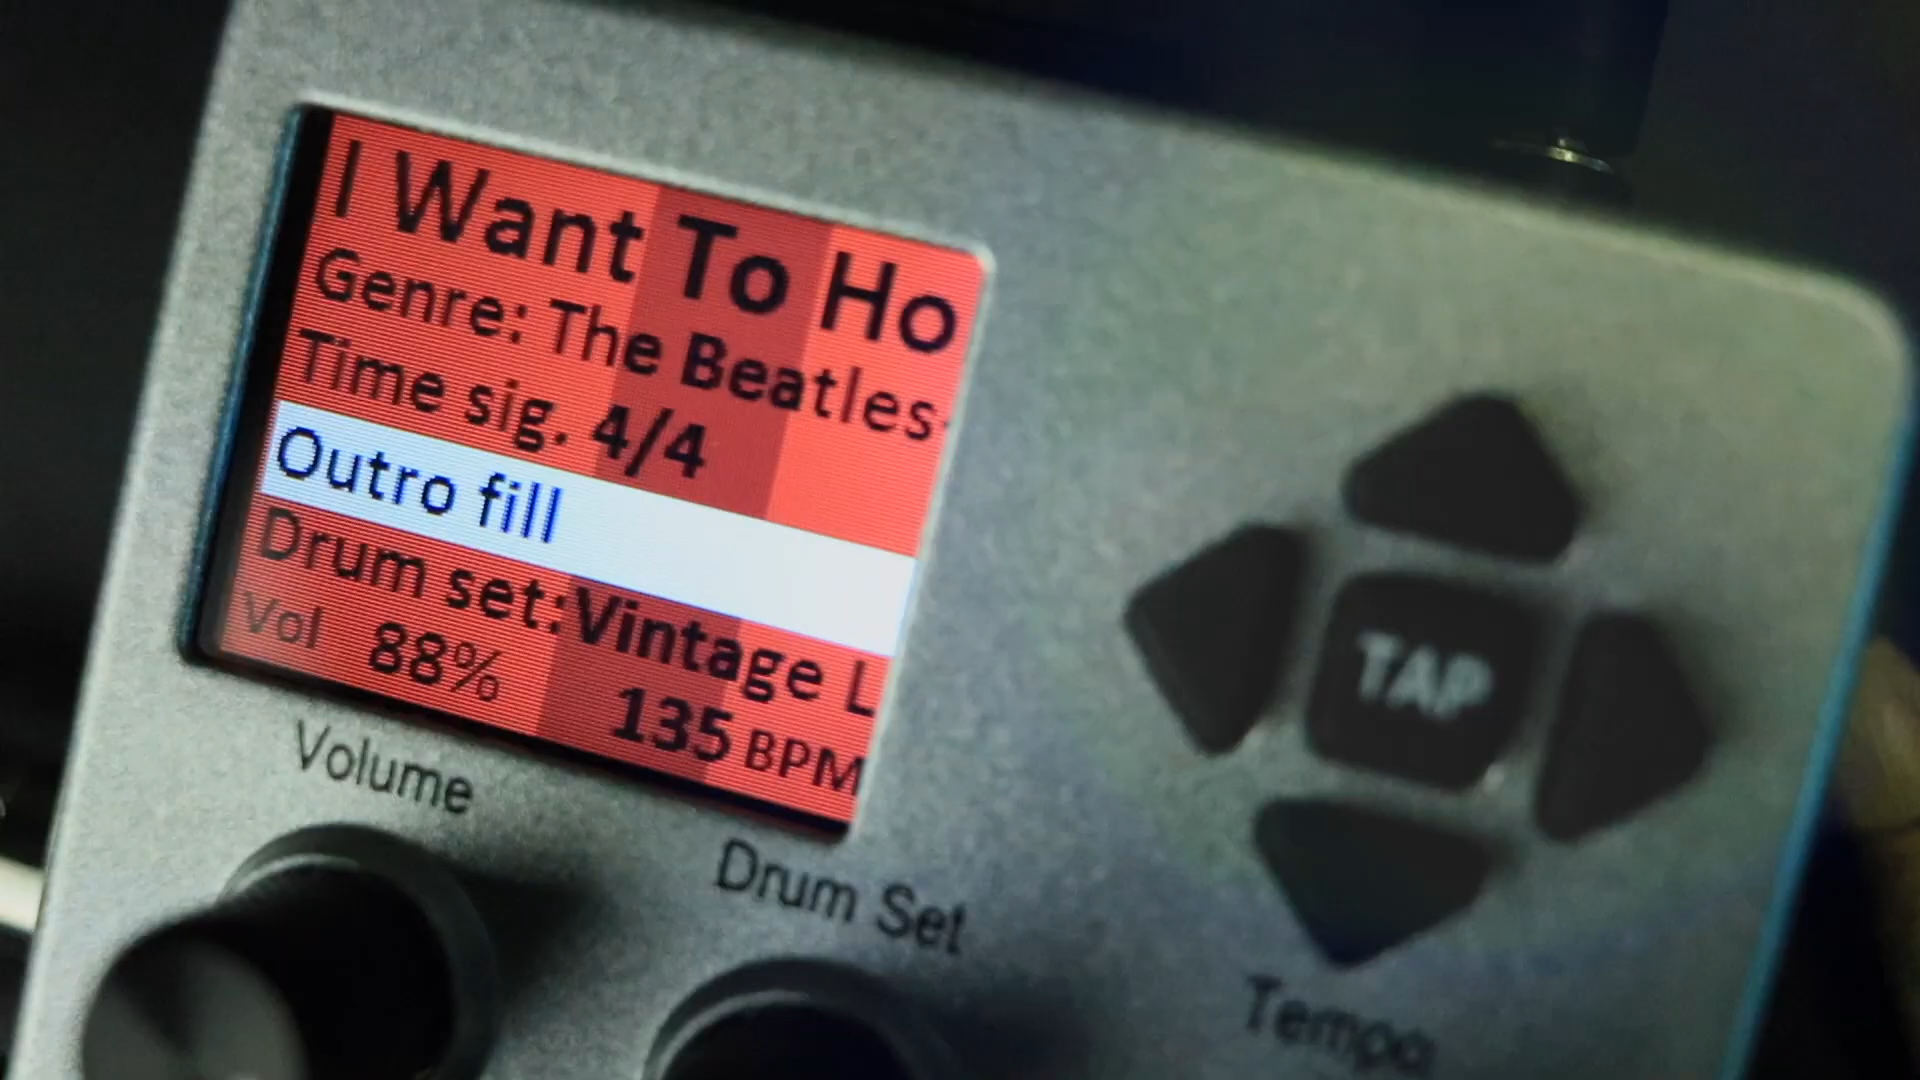 I Want To Ho
Genre: The Beatles-
Time sig. 4/4
Outro fill
Drum set:Vintage L
Vol 88% 135 BPM
Volume
Drum Set
TAP
Tempo